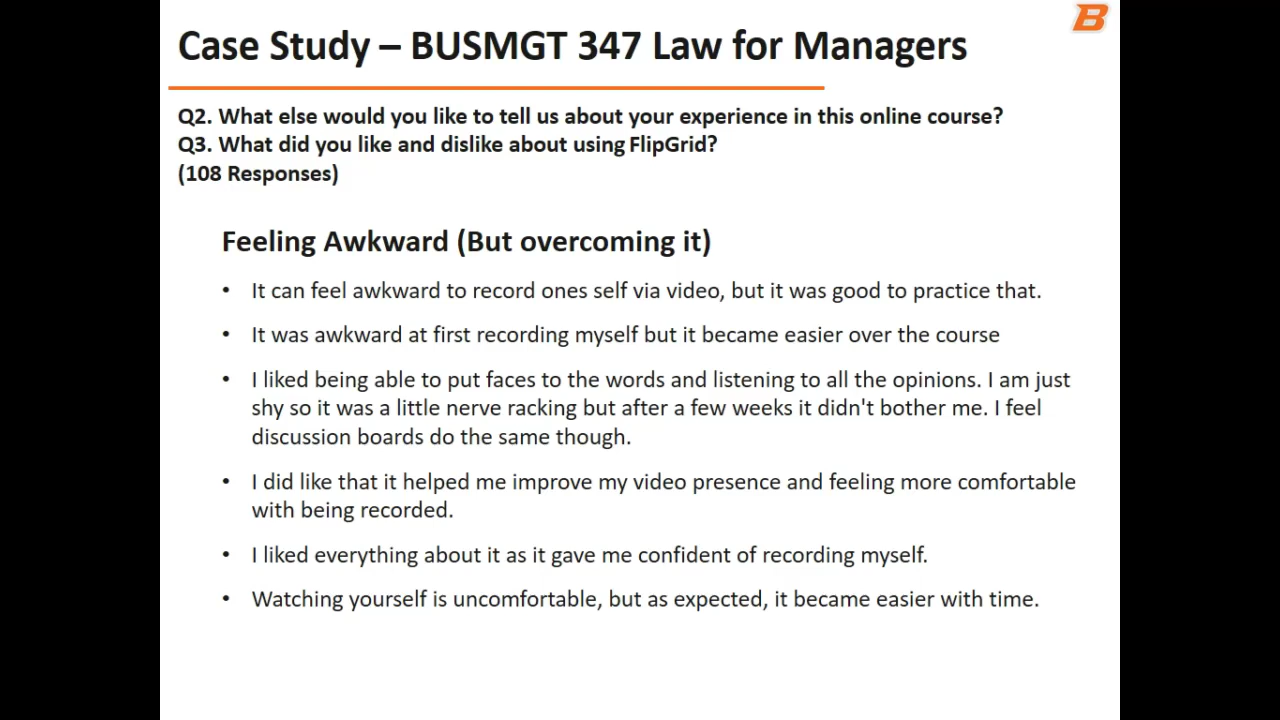 B
Case Study – BUSMGT 347 Law for Managers
Q2. What else would you like to tell us about your experience in this online course?
Q3. What did you like and dislike about using FlipGrid?
(108 Responses)
Feeling Awkward (But overcoming it)
• It can feel awkward to record ones self via video, but it was good to practice that.
• It was awkward at first recording myself but it became easier over the course
• I liked being able to put faces to the words and listening to all the opinions. I am just
shy so it was a little nerve racking but after a few weeks it didn't bother me. I feel
discussion boards do the same though.
• I did like that it helped me improve my video presence and feeling more comfortable
with being recorded.
• I liked everything about it as it gave me confident of recording myself.
• Watching yourself is uncomfortable, but as expected, it became easier with time.